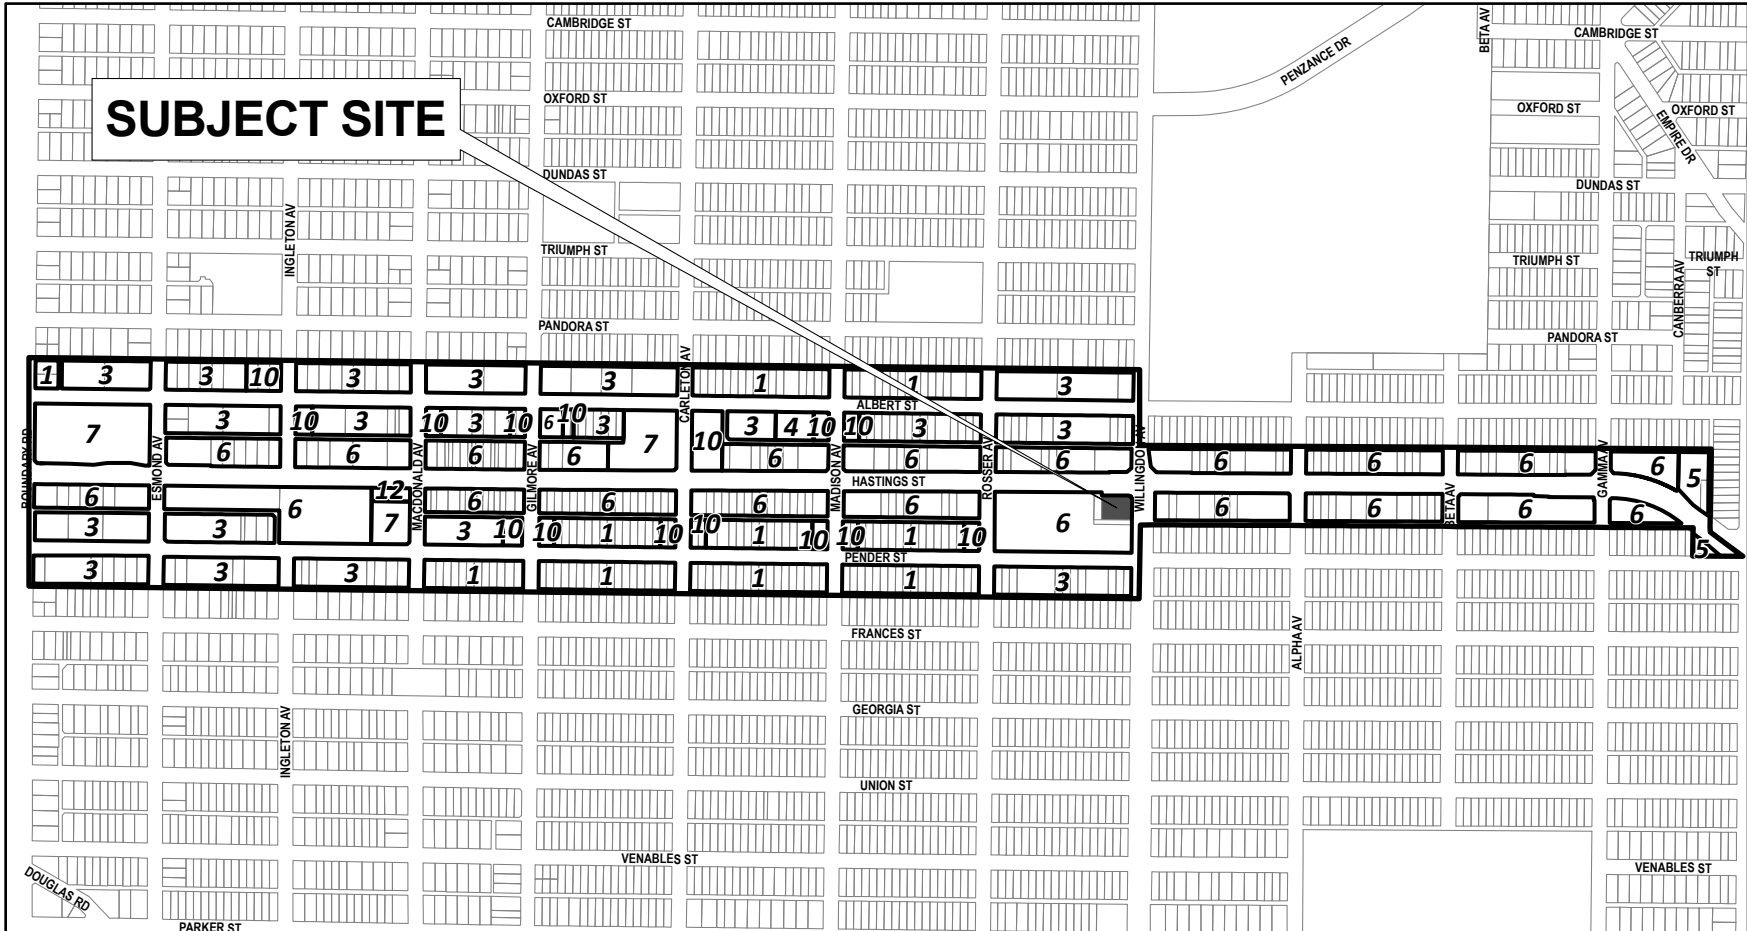 CAMBRIDGE ST
BETA AV
CAMBRIDGE ST
PENZANCE DR
SUBJECT SITE
OXFORD ST
OXFORD ST
OXFORD ST
EMPIRE DR
DUNDAS ST
DUNDAS ST
INGLETON AV
TRIUMPH ST
TRIUMPH ST
TRIUMPH
ST
CANBERRA AV
PANDORA ST
PANDORA ST
CARLETON AV
1 3 3 10 3 3 3 1 1 3
ALBERT ST
7 3 10 3 10 3 10 6 10 3 7 10 3 4 10 10 3 3
BOUNDARY RD
ESMOND AV
MACDONALD AV
GILMORE AV
MADISON AV
ROSSER AV
WILLINGDON AV
BETA AV
GAMMA AV
6 6 6 6 6 6 6 6 6 6 6 5
HASTINGS ST
6 6 12 7 6 6 6 6 6 6 6 6 6
3 3 3 10 10 1 10 10 1 10 10 1 10 5
PENDER ST
3 3 3 1 1 1 1 3
FRANCES ST
ALPHA AV
GEORGIA ST
INGLETON AV
UNION ST
VENABLES ST
VENABLES ST
DOUGLAS RD
PARKER ST